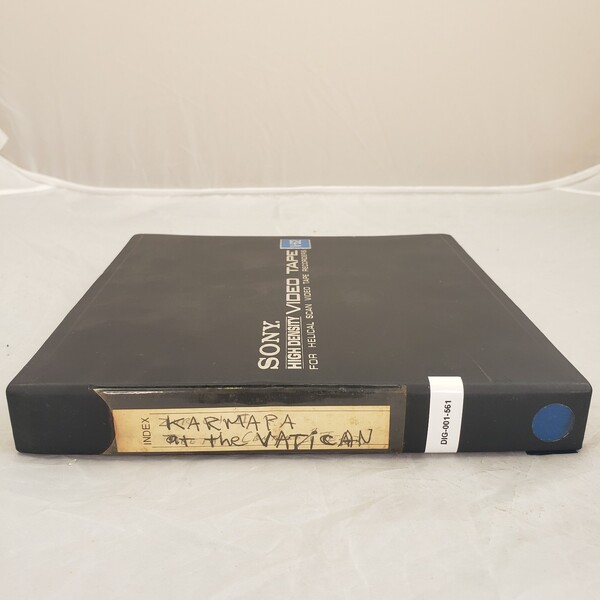 SONY
HIGH DENSITY VIDEO TAPE
FOR HELICAL SCAN VIDEO TAPE RECORDERS
INDEX
KARMAPA
at the VATICAN
DIG-001-561